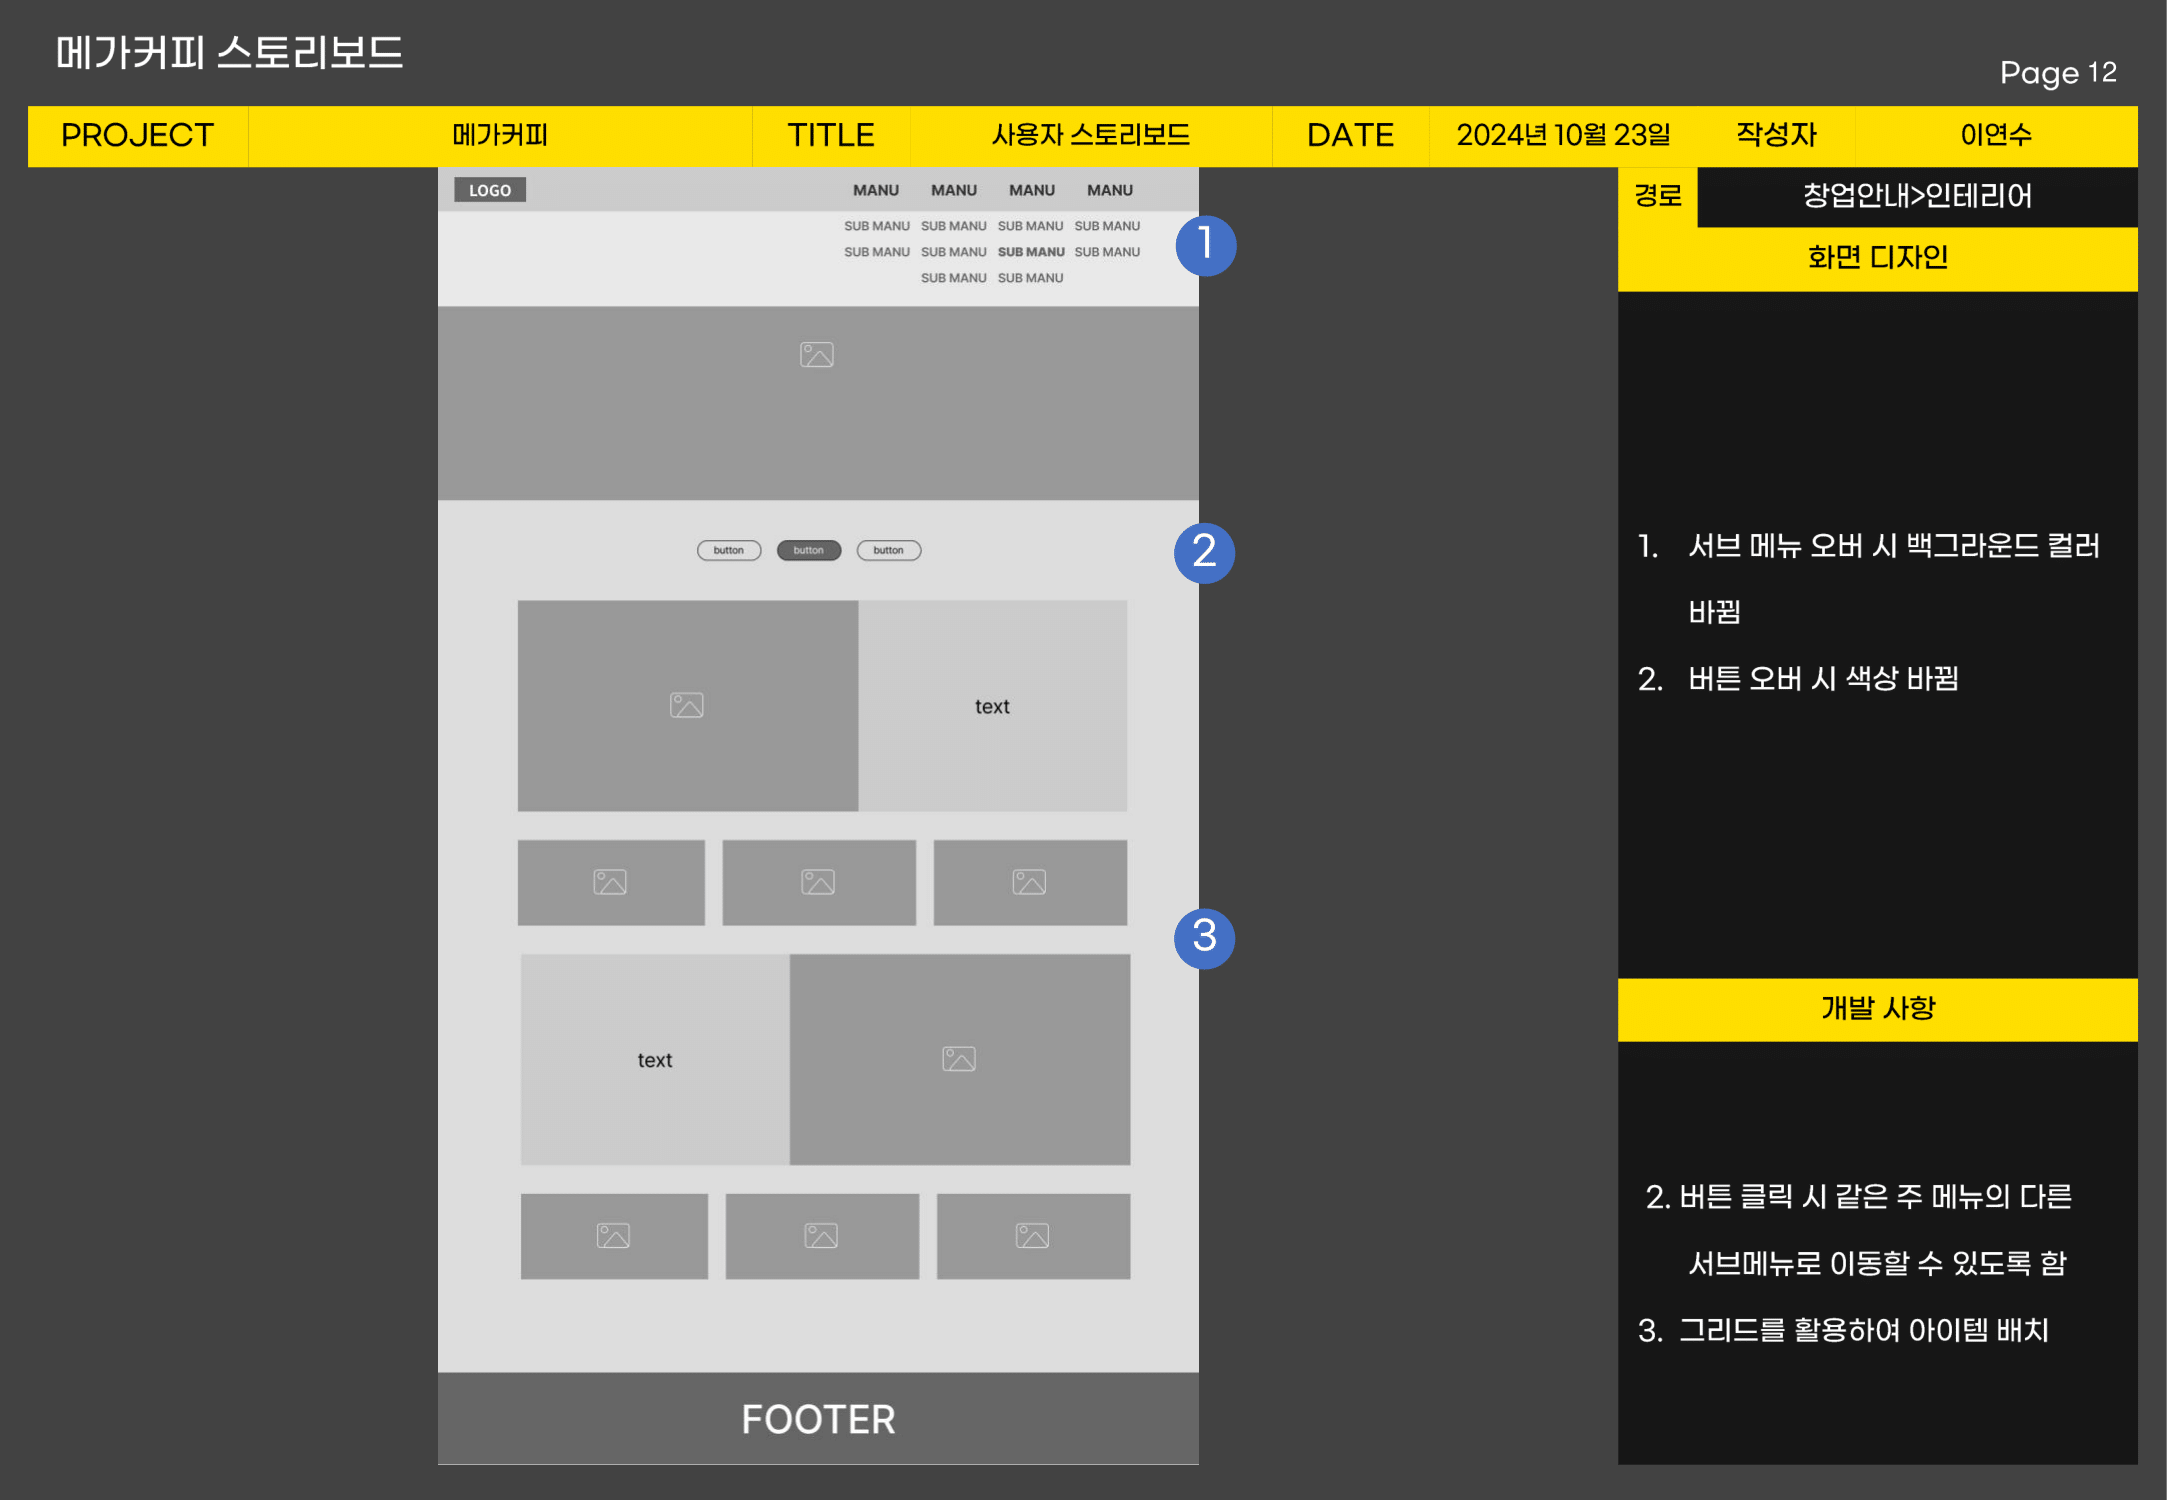 메가커피 스토리보드
Page 12
PROJECT 메가커피 TITLE 사용자 스토리보드 DATE 2024년 10월 23일 작성자 이연수
LOGO MANU MANU MANU MANU
SUB MANU SUB MANU SUB MANU SUB MANU
SUB MANU SUB MANU SUB MANU SUB MANU
SUB MANU SUB MANU
1
button button button
2
text
3
text
FOOTER
경로 창업안내>인테리어
화면 디자인
1. 서브 메뉴 오버 시 백그라운드 컬러
바뀜
2. 버튼 오버 시 색상 바뀜
개발 사항
2. 버튼 클릭 시 같은 주 메뉴의 다른
서브메뉴로 이동할 수 있도록 함
3. 그리드를 활용하여 아이템 배치